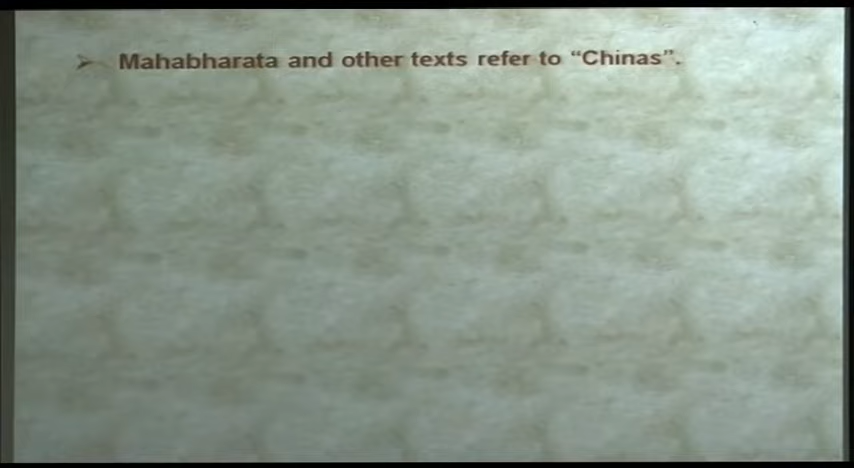 ➢ Mahabharata and other texts refer to “Chinas”.